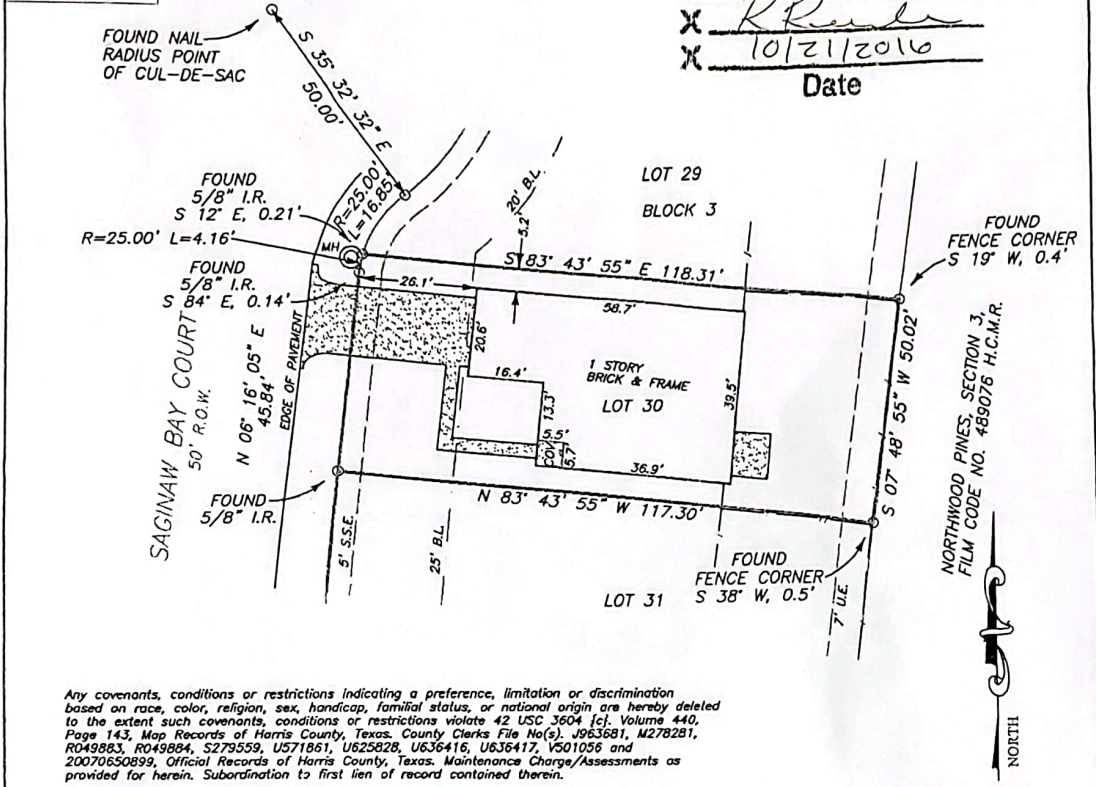 10/21/2016
Date
FOUND NAIL
RADIUS POINT
OF CUL-DE-SAC
S 35° 32' 32" E
50.00'
FOUND
5/8" I.R.
S 12° E, 0.21'
R=25.00'
L=16.85'
R=25.00' L=4.16'
MH
FOUND
5/8" I.R.
S 84° E, 0.14'
20' B.L.
5.2'
LOT 29
BLOCK 3
FOUND
FENCE CORNER
S 19° W, 0.4'
S 83° 43' 55" E 118.31'
26.1'
58.7'
20.6'
16.4'
13.3'
1 STORY
BRICK & FRAME
LOT 30
39.5'
5.5'
COV.
5.7'
36.9'
SAGINAW BAY COURT
50' R.O.W.
N 06° 16' 05" E
45.84'
EDGE OF PAVEMENT
S 07° 48' 55" W 50.02'
NORTHWOOD PINES, SECTION 3,
FILM CODE NO. 489076 H.C.M.R.
FOUND
5/8" I.R.
N 83° 43' 55" W 117.30'
5' S.S.E.
25' B.L.
FOUND
FENCE CORNER
S 38° W, 0.5'
LOT 31
7' U.E.
NORTH
Any covenants, conditions or restrictions indicating a preference, limitation or discrimination
based on race, color, religion, sex, handicap, familial status, or national origin are hereby deleted
to the extent such covenants, conditions or restrictions violate 42 USC 3604 {c}. Volume 440,
Page 143, Map Records of Harris County, Texas. County Clerks File No(s). J963681, M278281,
R049883, R049884, S279559, U571861, U625828, U636416, U636417, V501056 and
20070650899, Official Records of Harris County, Texas. Maintenance Charge/Assessments as
provided for herein. Subordination to first lien of record contained therein.